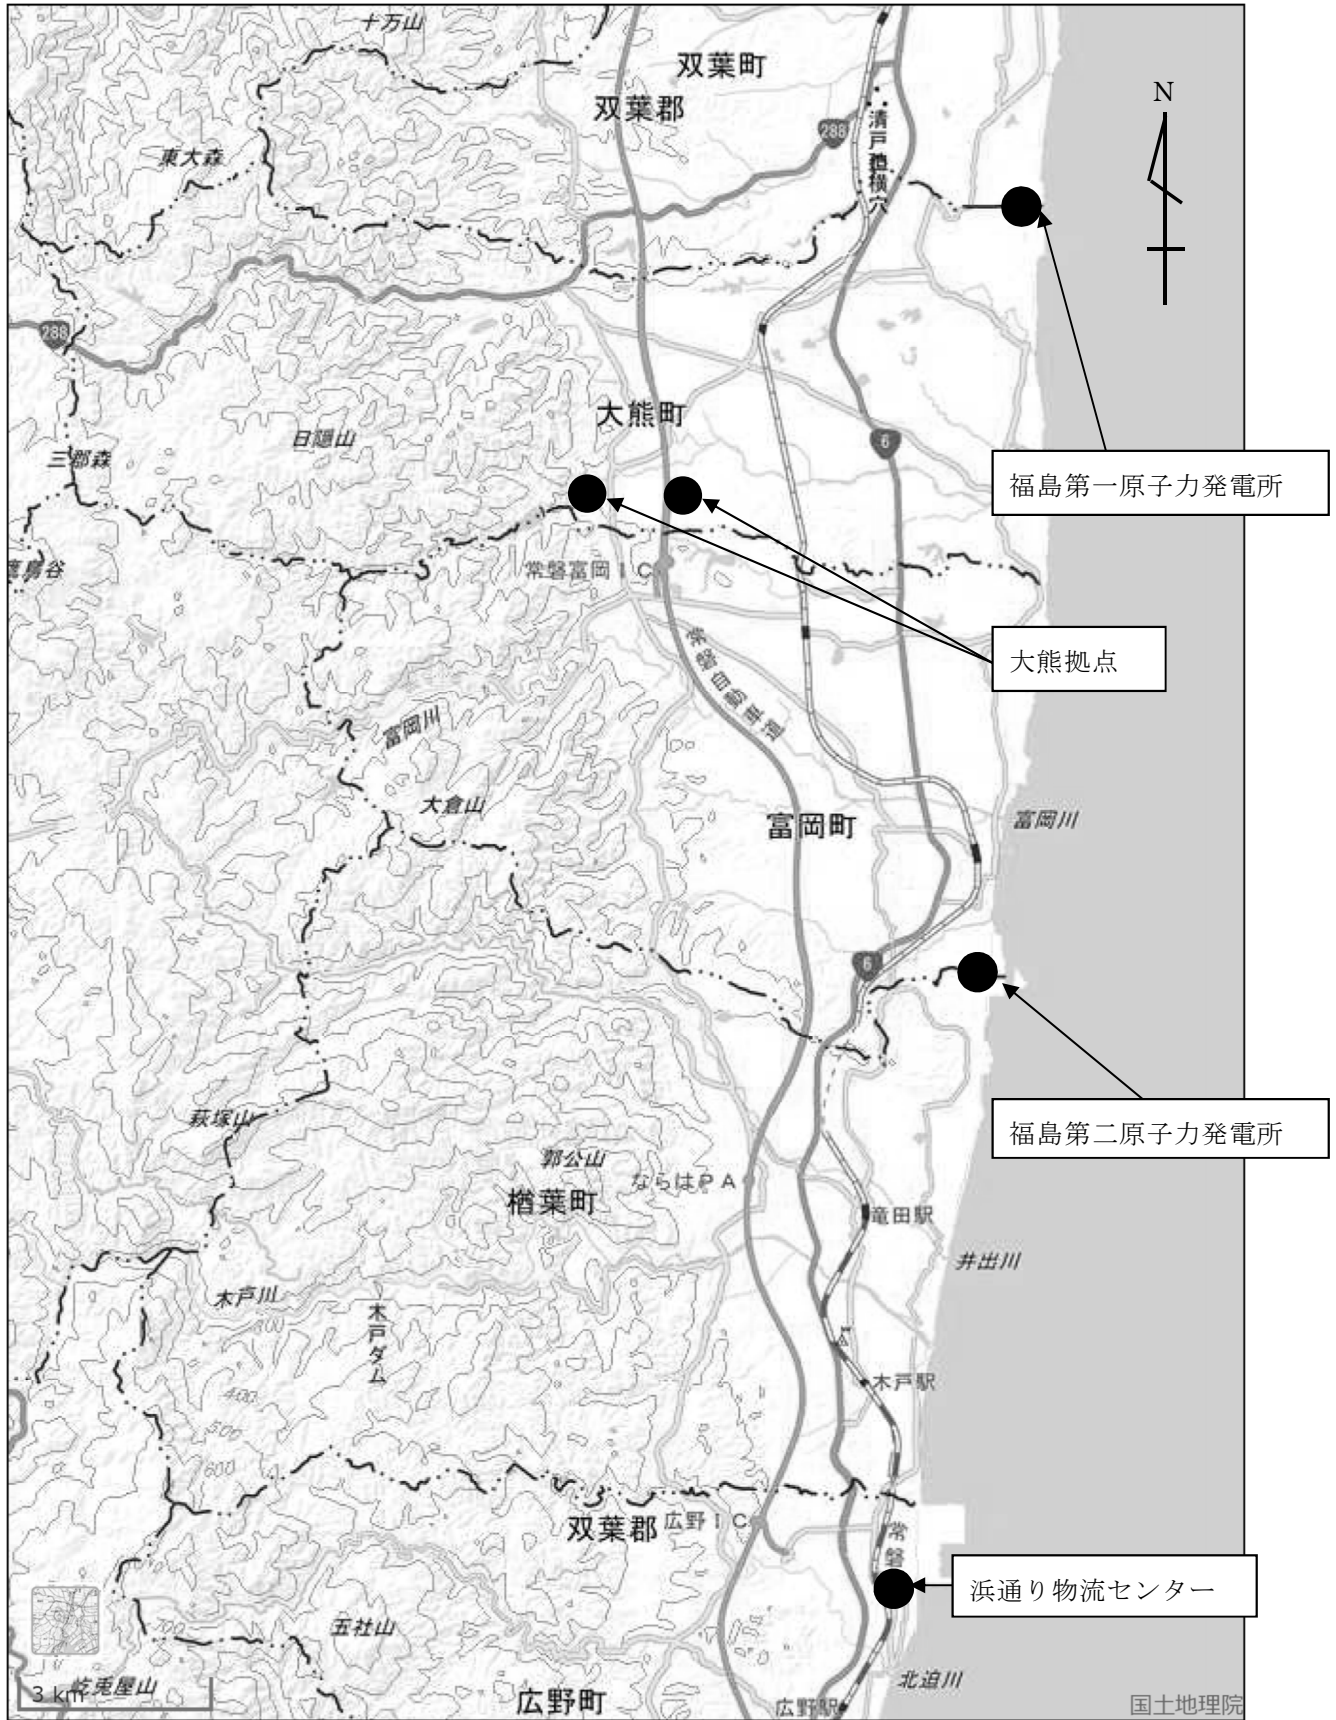 十万山
双葉町
双葉郡
N
288
清戸廹横穴
東大森
288
大熊町
日隠山
6
三郡森
福島第一原子力発電所
常磐富岡ＩＣ
大熊拠点
常磐自動車道
富岡川
大倉山
富岡町
富岡川
6
萩塚山
福島第二原子力発電所
郭公山
ならはＰＡ
楢葉町
竜田駅
井出川
木戸川
木戸ダム
木戸駅
400
500
600
双葉郡
広野ＩＣ
常磐
浜通り物流センター
700
五社山
北迫川
屹兎屋山
3 km
広野町
広野駅
国土地理院